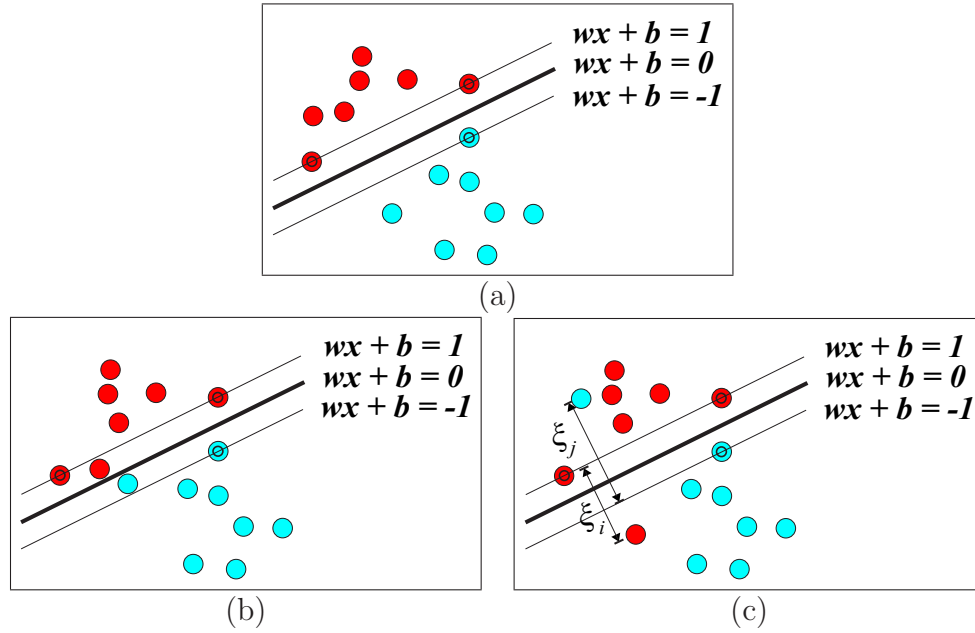 wx + b = 1
wx + b = 0
wx + b = -1
(a)
wx + b = 1
wx + b = 0
wx + b = -1
(b)
wx + b = 1
wx + b = 0
wx + b = -1
ξj
ξi
(c)